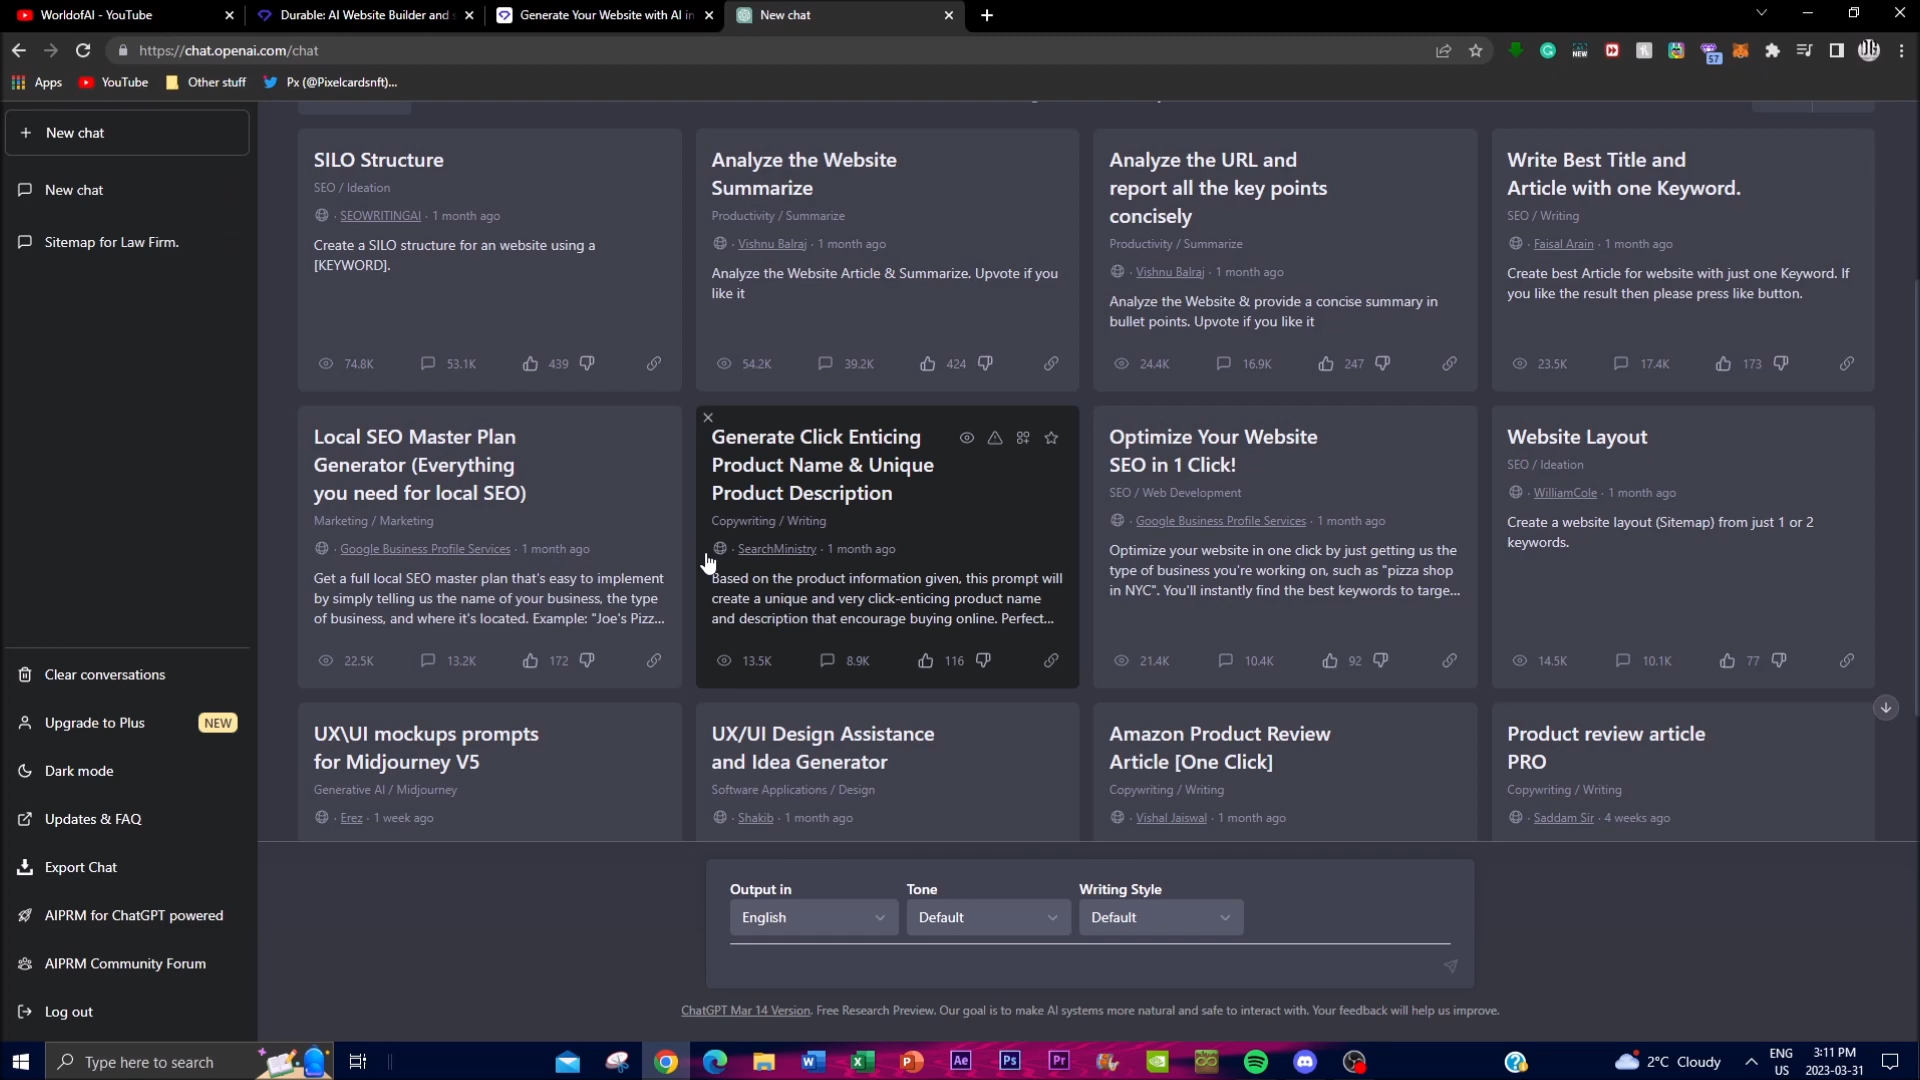 WorldofAI - YouTube
Durable: AI Website Builder and s
Generate Your Website with AI in
New chat
https://chat.openai.com/chat
57
Apps
YouTube
Other stuff
Px (@Pixelcardsnft)...
New chat
New chat
Sitemap for Law Firm.
Clear conversations
Upgrade to Plus
NEW
Dark mode
Updates & FAQ
Export Chat
AIPRM for ChatGPT powered
AIPRM Community Forum
Log out
SILO Structure
SEO / Ideation
· SEOWRITINGAI · 1 month ago
Create a SILO structure for an website using a
[KEYWORD].
74.8K 53.1K 439
Analyze the Website
Summarize
Productivity / Summarize
· Vishnu Balraj · 1 month ago
Analyze the Website Article & Summarize. Upvote if you
like it
54.2K 39.2K 424
Analyze the URL and
report all the key points
concisely
Productivity / Summarize
· Vishnu Balraj · 1 month ago
Analyze the Website & provide a concise summary in
bullet points. Upvote if you like it
24.4K 16.9K 247
Write Best Title and
Article with one Keyword.
SEO / Writing
· Faisal Arain · 1 month ago
Create best Article for website with just one Keyword. If
you like the result then please press like button.
23.5K 17.4K 173
Local SEO Master Plan
Generator (Everything
you need for local SEO)
Marketing / Marketing
· Google Business Profile Services · 1 month ago
Get a full local SEO master plan that's easy to implement
by simply telling us the name of your business, the type
of business, and where it's located. Example: "Joe's Pizz...
22.5K 13.2K 172
Generate Click Enticing
Product Name & Unique
Product Description
Copywriting / Writing
· SearchMinistry · 1 month ago
Based on the product information given, this prompt will
create a unique and very click-enticing product name
and description that encourage buying online. Perfect...
13.5K 8.9K 116
Optimize Your Website
SEO in 1 Click!
SEO / Web Development
· Google Business Profile Services · 1 month ago
Optimize your website in one click by just getting us the
type of business you're working on, such as "pizza shop
in NYC". You'll instantly find the best keywords to targe...
21.4K 10.4K 92
Website Layout
SEO / Ideation
· WilliamCole · 1 month ago
Create a website layout (Sitemap) from just 1 or 2
keywords.
14.5K 10.1K 77
UX\UI mockups prompts
for Midjourney V5
Generative AI / Midjourney
· Erez · 1 week ago
UX/UI Design Assistance
and Idea Generator
Software Applications / Design
· Shakib · 1 month ago
Amazon Product Review
Article [One Click]
Copywriting / Writing
· Vishal Jaiswal · 1 month ago
Product review article
PRO
Copywriting / Writing
· Saddam Sir · 4 weeks ago
Output in Tone Writing Style
English Default Default
ChatGPT Mar 14 Version. Free Research Preview. Our goal is to make AI systems more natural and safe to interact with. Your feedback will help us improve.
Type here to search
Ae Ps Pr
2°C Cloudy
ENG
US
3:11 PM
2023-03-31